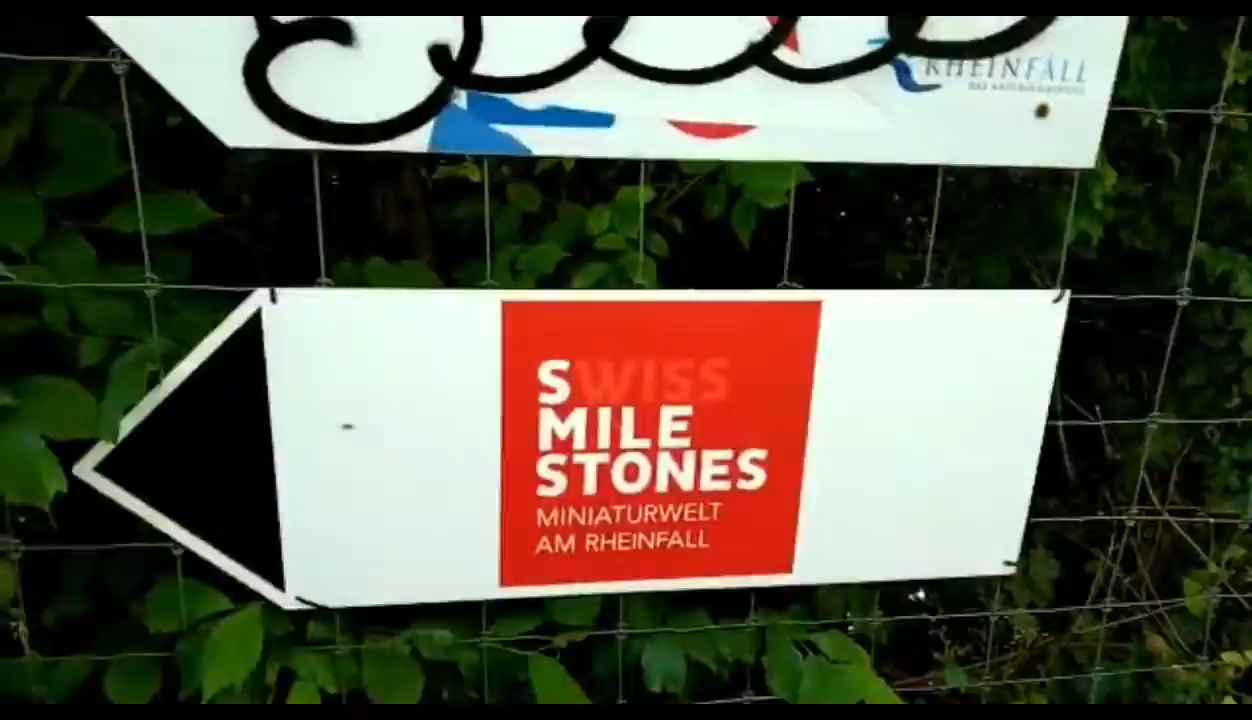 RHEINFALL
SWISS
MILE
STONES
MINIATURWELT
AM RHEINFALL